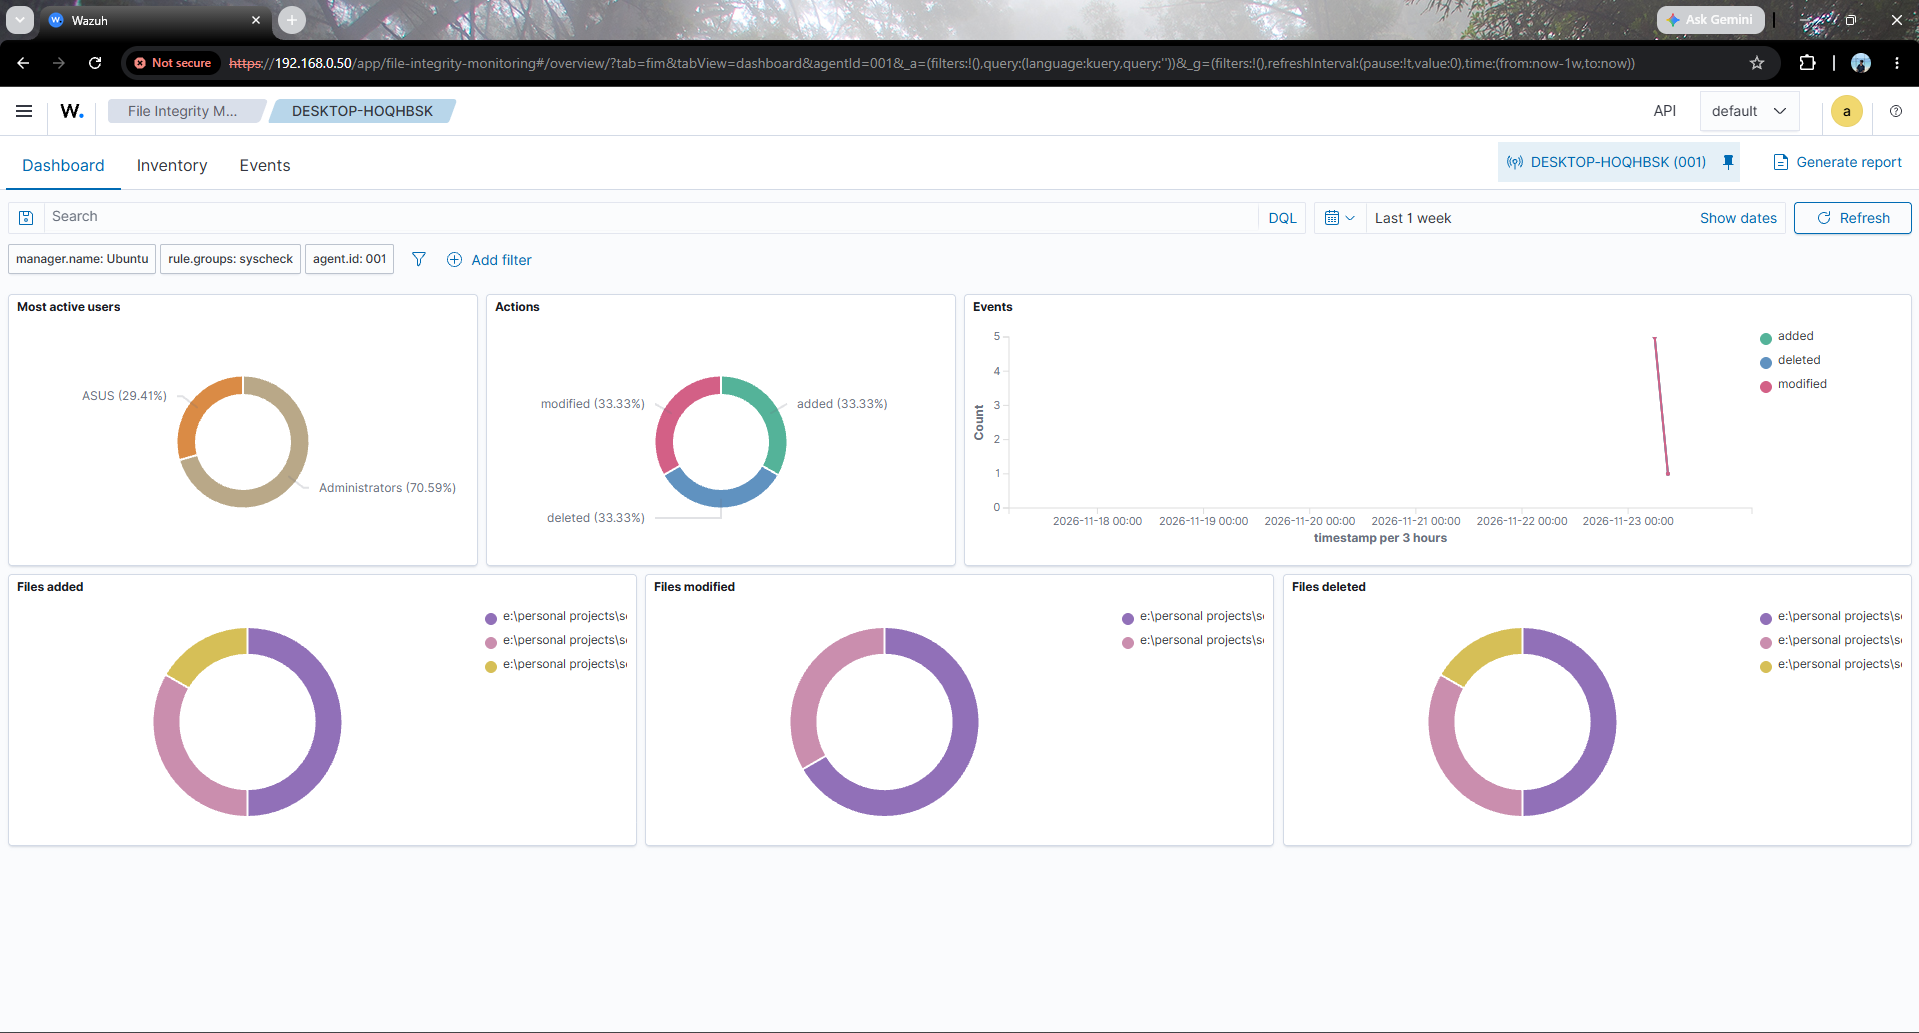 Wazuh
Ask Gemini
Not secure
https://192.168.0.50/app/file-integrity-monitoring#/overview/?tab=fim&tabView=dashboard&agentId=001&_a=(filters:!(),query:(language:kuery,query:''))&_g=(filters:!(),refreshInterval:(pause:!t,value:0),time:(from:now-1w,to:now))
W.
File Integrity M...
DESKTOP-HOQHBSK
API
default
a
Dashboard
Inventory
Events
DESKTOP-HOQHBSK (001)
Generate report
Search
DQL
Last 1 week
Show dates
Refresh
manager.name: Ubuntu
rule.groups: syscheck
agent.id: 001
Add filter
Most active users
ASUS (29.41%)
Administrators (70.59%)
Actions
modified (33.33%)
added (33.33%)
deleted (33.33%)
Events
5
4
3
2
1
0
Count
2026-11-18 00:00
2026-11-19 00:00
2026-11-20 00:00
2026-11-21 00:00
2026-11-22 00:00
2026-11-23 00:00
timestamp per 3 hours
added
deleted
modified
Files added
e:\personal projects\s
e:\personal projects\s
e:\personal projects\s
Files modified
e:\personal projects\s
e:\personal projects\s
Files deleted
e:\personal projects\s
e:\personal projects\s
e:\personal projects\s